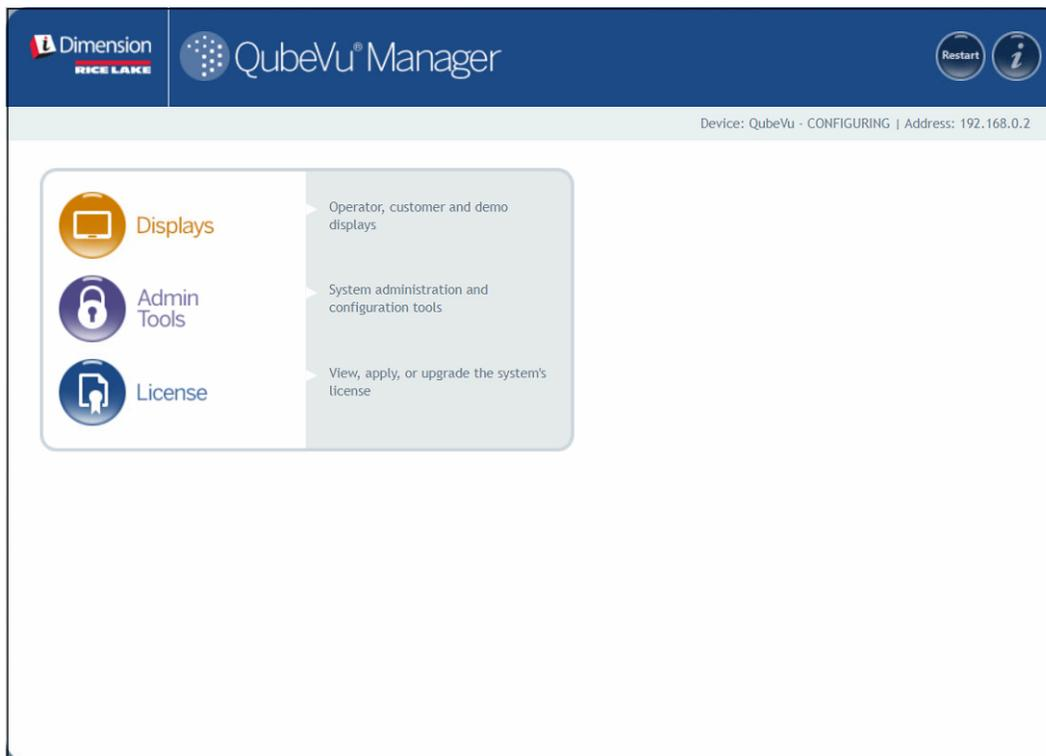 iDimension
RICE LAKE
QubeVu® Manager
Restart
i
Device: QubeVu - CONFIGURING | Address: 192.168.0.2
Displays
Operator, customer and demo
displays
Admin
Tools
System administration and
configuration tools
License
View, apply, or upgrade the system's
license